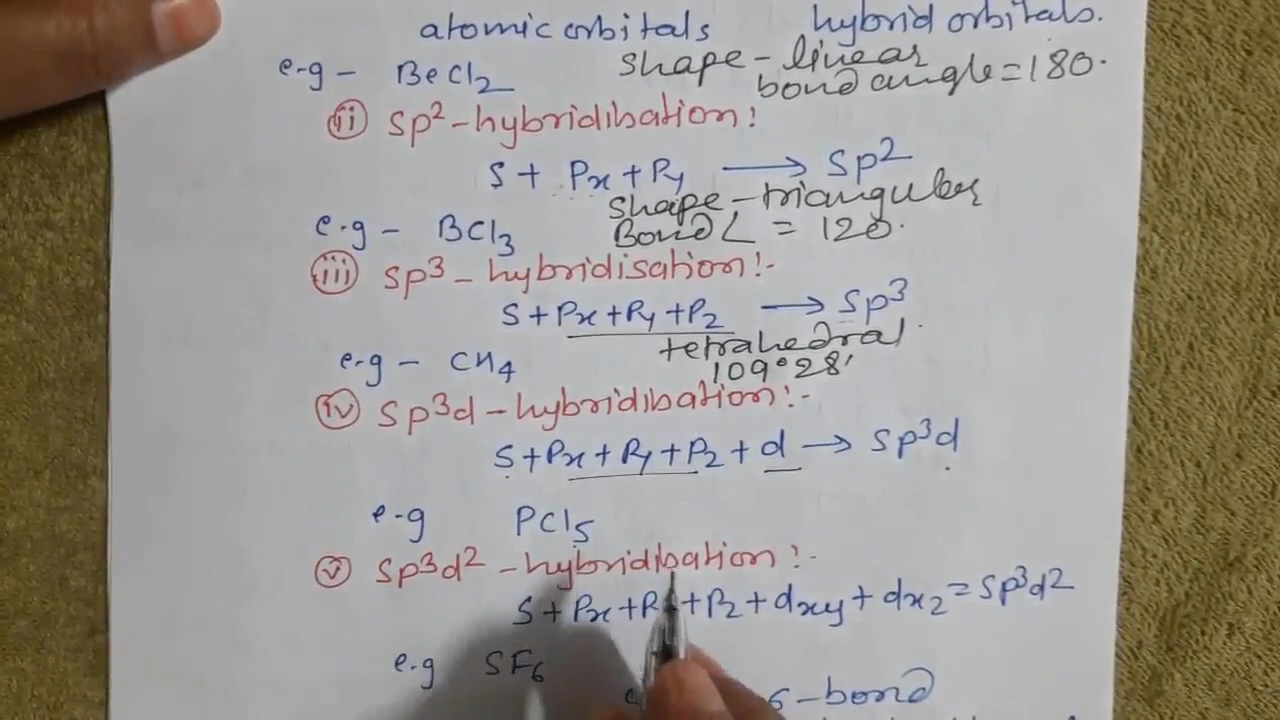 atomic orbitals hybrid orbitals.
e-g - BeCl2 shape - linear
bond angle = 180.
(ii) sp2-hybridisation:
S + Px + Py → Sp2
shape - triangular
e-g - BCl3 Bond ∠ = 120.
(iii) sp3 - hybridisation:-
S + Px + Py + Pz → Sp3
tetrahedral
e-g - CH4 109°28'
(iv) Sp3d - hybridisation:-
S + Px + Py + Pz + d → Sp3d
e-g PCl5
(v) Sp3d2 - hybridisation:-
S + Px + P + Pz + dxy + dxz = Sp3d2
e-g SF6
6-bond